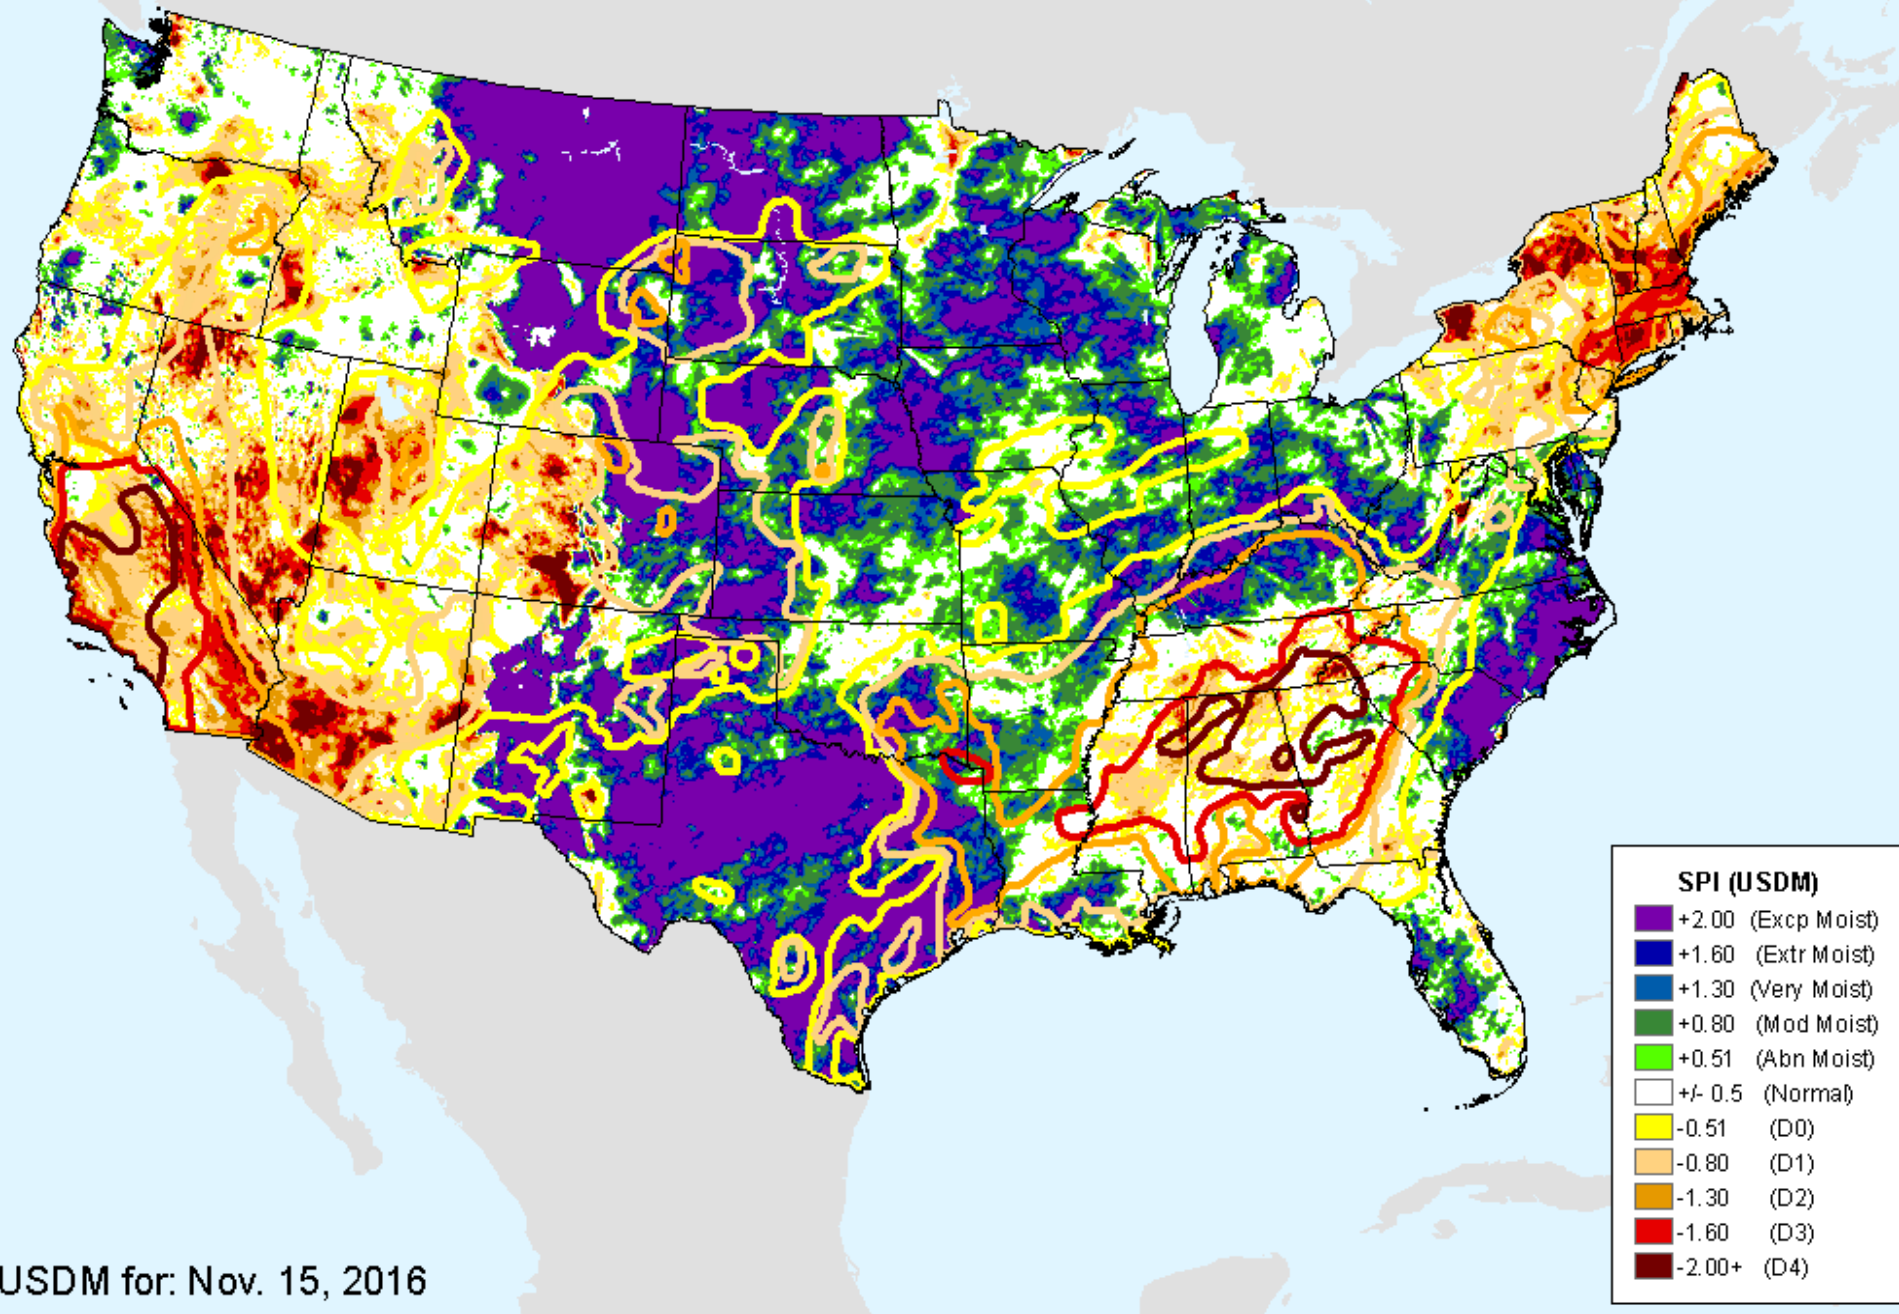 SPI (USDM)
+2.00 (Excp Moist)
+1.60 (Extr Moist)
+1.30 (Very Moist)
+0.80 (Mod Moist)
+0.51 (Abn Moist)
+/- 0.5 (Normal)
-0.51 (D0)
-0.80 (D1)
-1.30 (D2)
-1.60 (D3)
-2.00+ (D4)
USDM for: Nov. 15, 2016